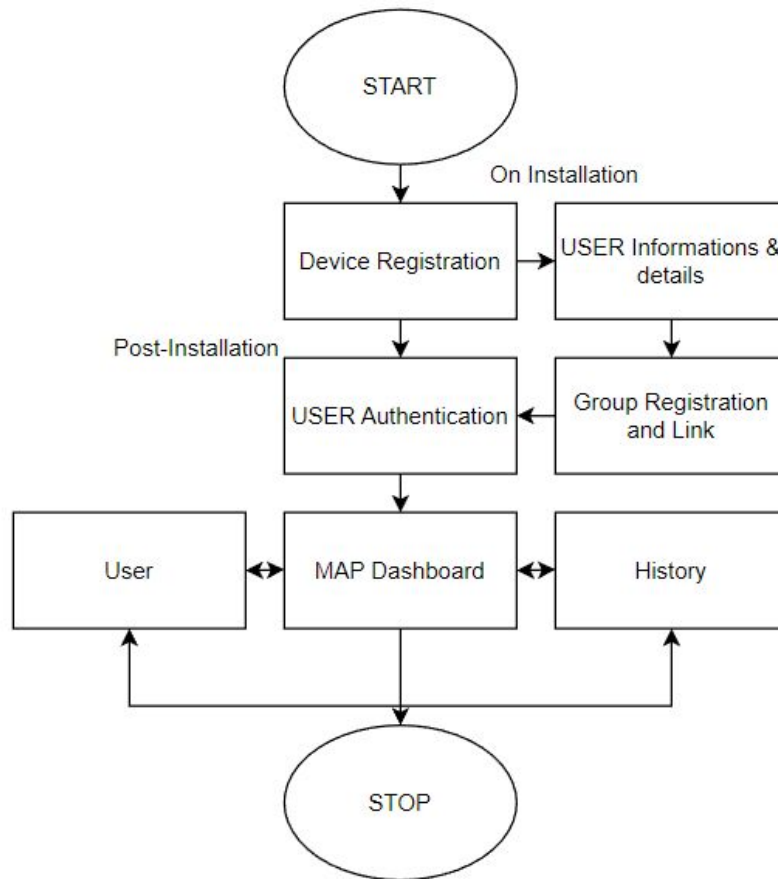 START
On Installation
Device Registration
USER Informations &
details
Post-Installation
USER Authentication
Group Registration
and Link
User
MAP Dashboard
History
STOP